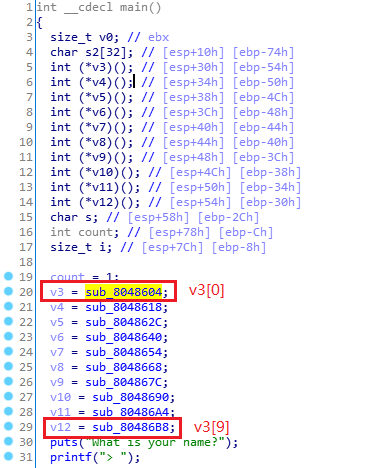 1 int __cdecl main()
2 {
3 size_t v0; // ebx
4 char s2[32]; // [esp+10h] [ebp-74h]
5 int (*v3)(); // [esp+30h] [ebp-54h]
6 int (*v4)(); // [esp+34h] [ebp-50h]
7 int (*v5)(); // [esp+38h] [ebp-4Ch]
8 int (*v6)(); // [esp+3Ch] [ebp-48h]
9 int (*v7)(); // [esp+40h] [ebp-44h]
10 int (*v8)(); // [esp+44h] [ebp-40h]
11 int (*v9)(); // [esp+48h] [ebp-3Ch]
12 int (*v10)(); // [esp+4Ch] [ebp-38h]
13 int (*v11)(); // [esp+50h] [ebp-34h]
14 int (*v12)(); // [esp+54h] [ebp-30h]
15 char s; // [esp+58h] [ebp-2Ch]
16 int count; // [esp+78h] [ebp-Ch]
17 size_t i; // [esp+7Ch] [ebp-8h]
18
19 count = 1;
20 v3 = sub_8048604; v3[0]
21 v4 = sub_8048618;
22 v5 = sub_804862C;
23 v6 = sub_8048640;
24 v7 = sub_8048654;
25 v8 = sub_8048668;
26 v9 = sub_804867C;
27 v10 = sub_8048690;
28 v11 = sub_80486A4;
29 v12 = sub_80486B8; v3[9]
30 puts("What is your name?");
31 printf("> ");